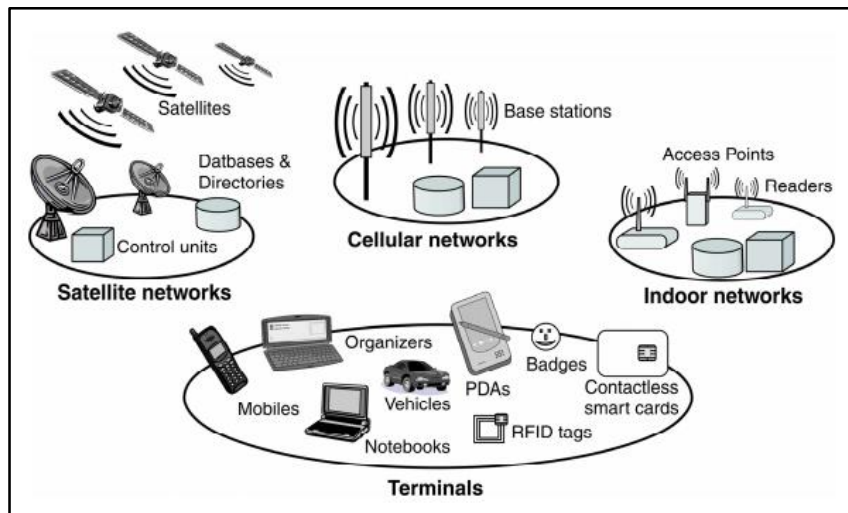 Satellites
Datbases &
Directories
Control units
Satellite networks
Base stations
Cellular networks
Access Points
Readers
Indoor networks
Organizers
Mobiles
Vehicles
Notebooks
PDAs
Badges
RFID tags
Contactless
smart cards
Terminals